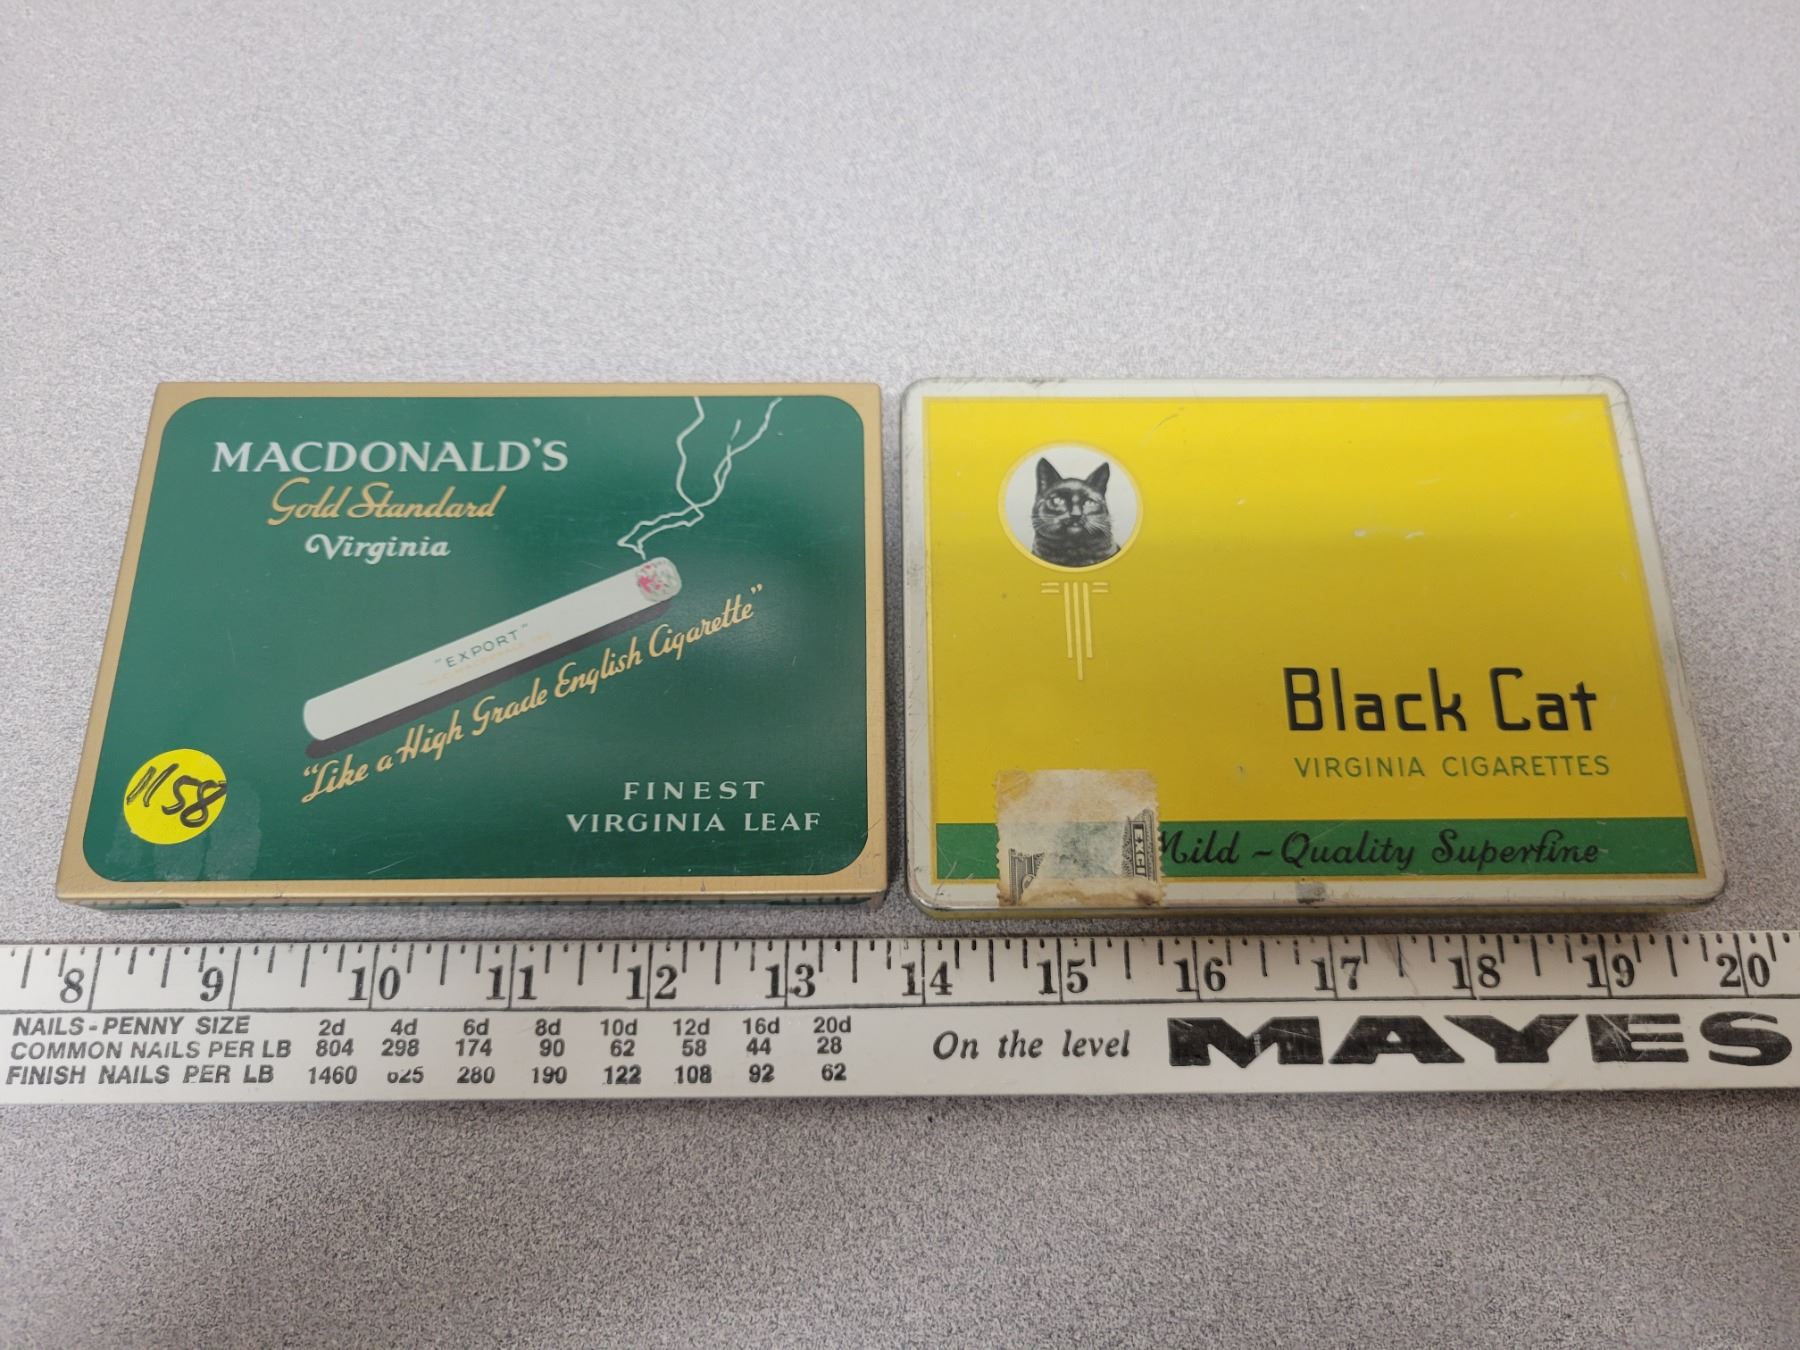 MACDONALD'S
Gold Standard
Virginia
"EXPORT"
"Like a High Grade English Cigarette"
FINEST
VIRGINIA LEAF
1158
Black Cat
VIRGINIA CIGARETTES
Mild ~ Quality Superfine
EXCI
8 9 10 11 12 13 14 15 16 17 18 19 20
NAILS - PENNY SIZE 2d 4d 6d 8d 10d 12d 16d 20d
COMMON NAILS PER LB 804 298 174 90 62 58 44 28
FINISH NAILS PER LB 1460 625 280 190 122 108 92 62
On the level MAYES